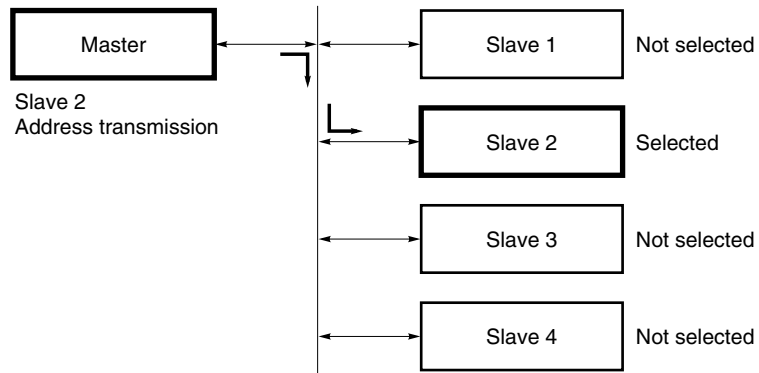 Master
Slave 2
Address transmission
Slave 1
Not selected
Slave 2
Selected
Slave 3
Not selected
Slave 4
Not selected